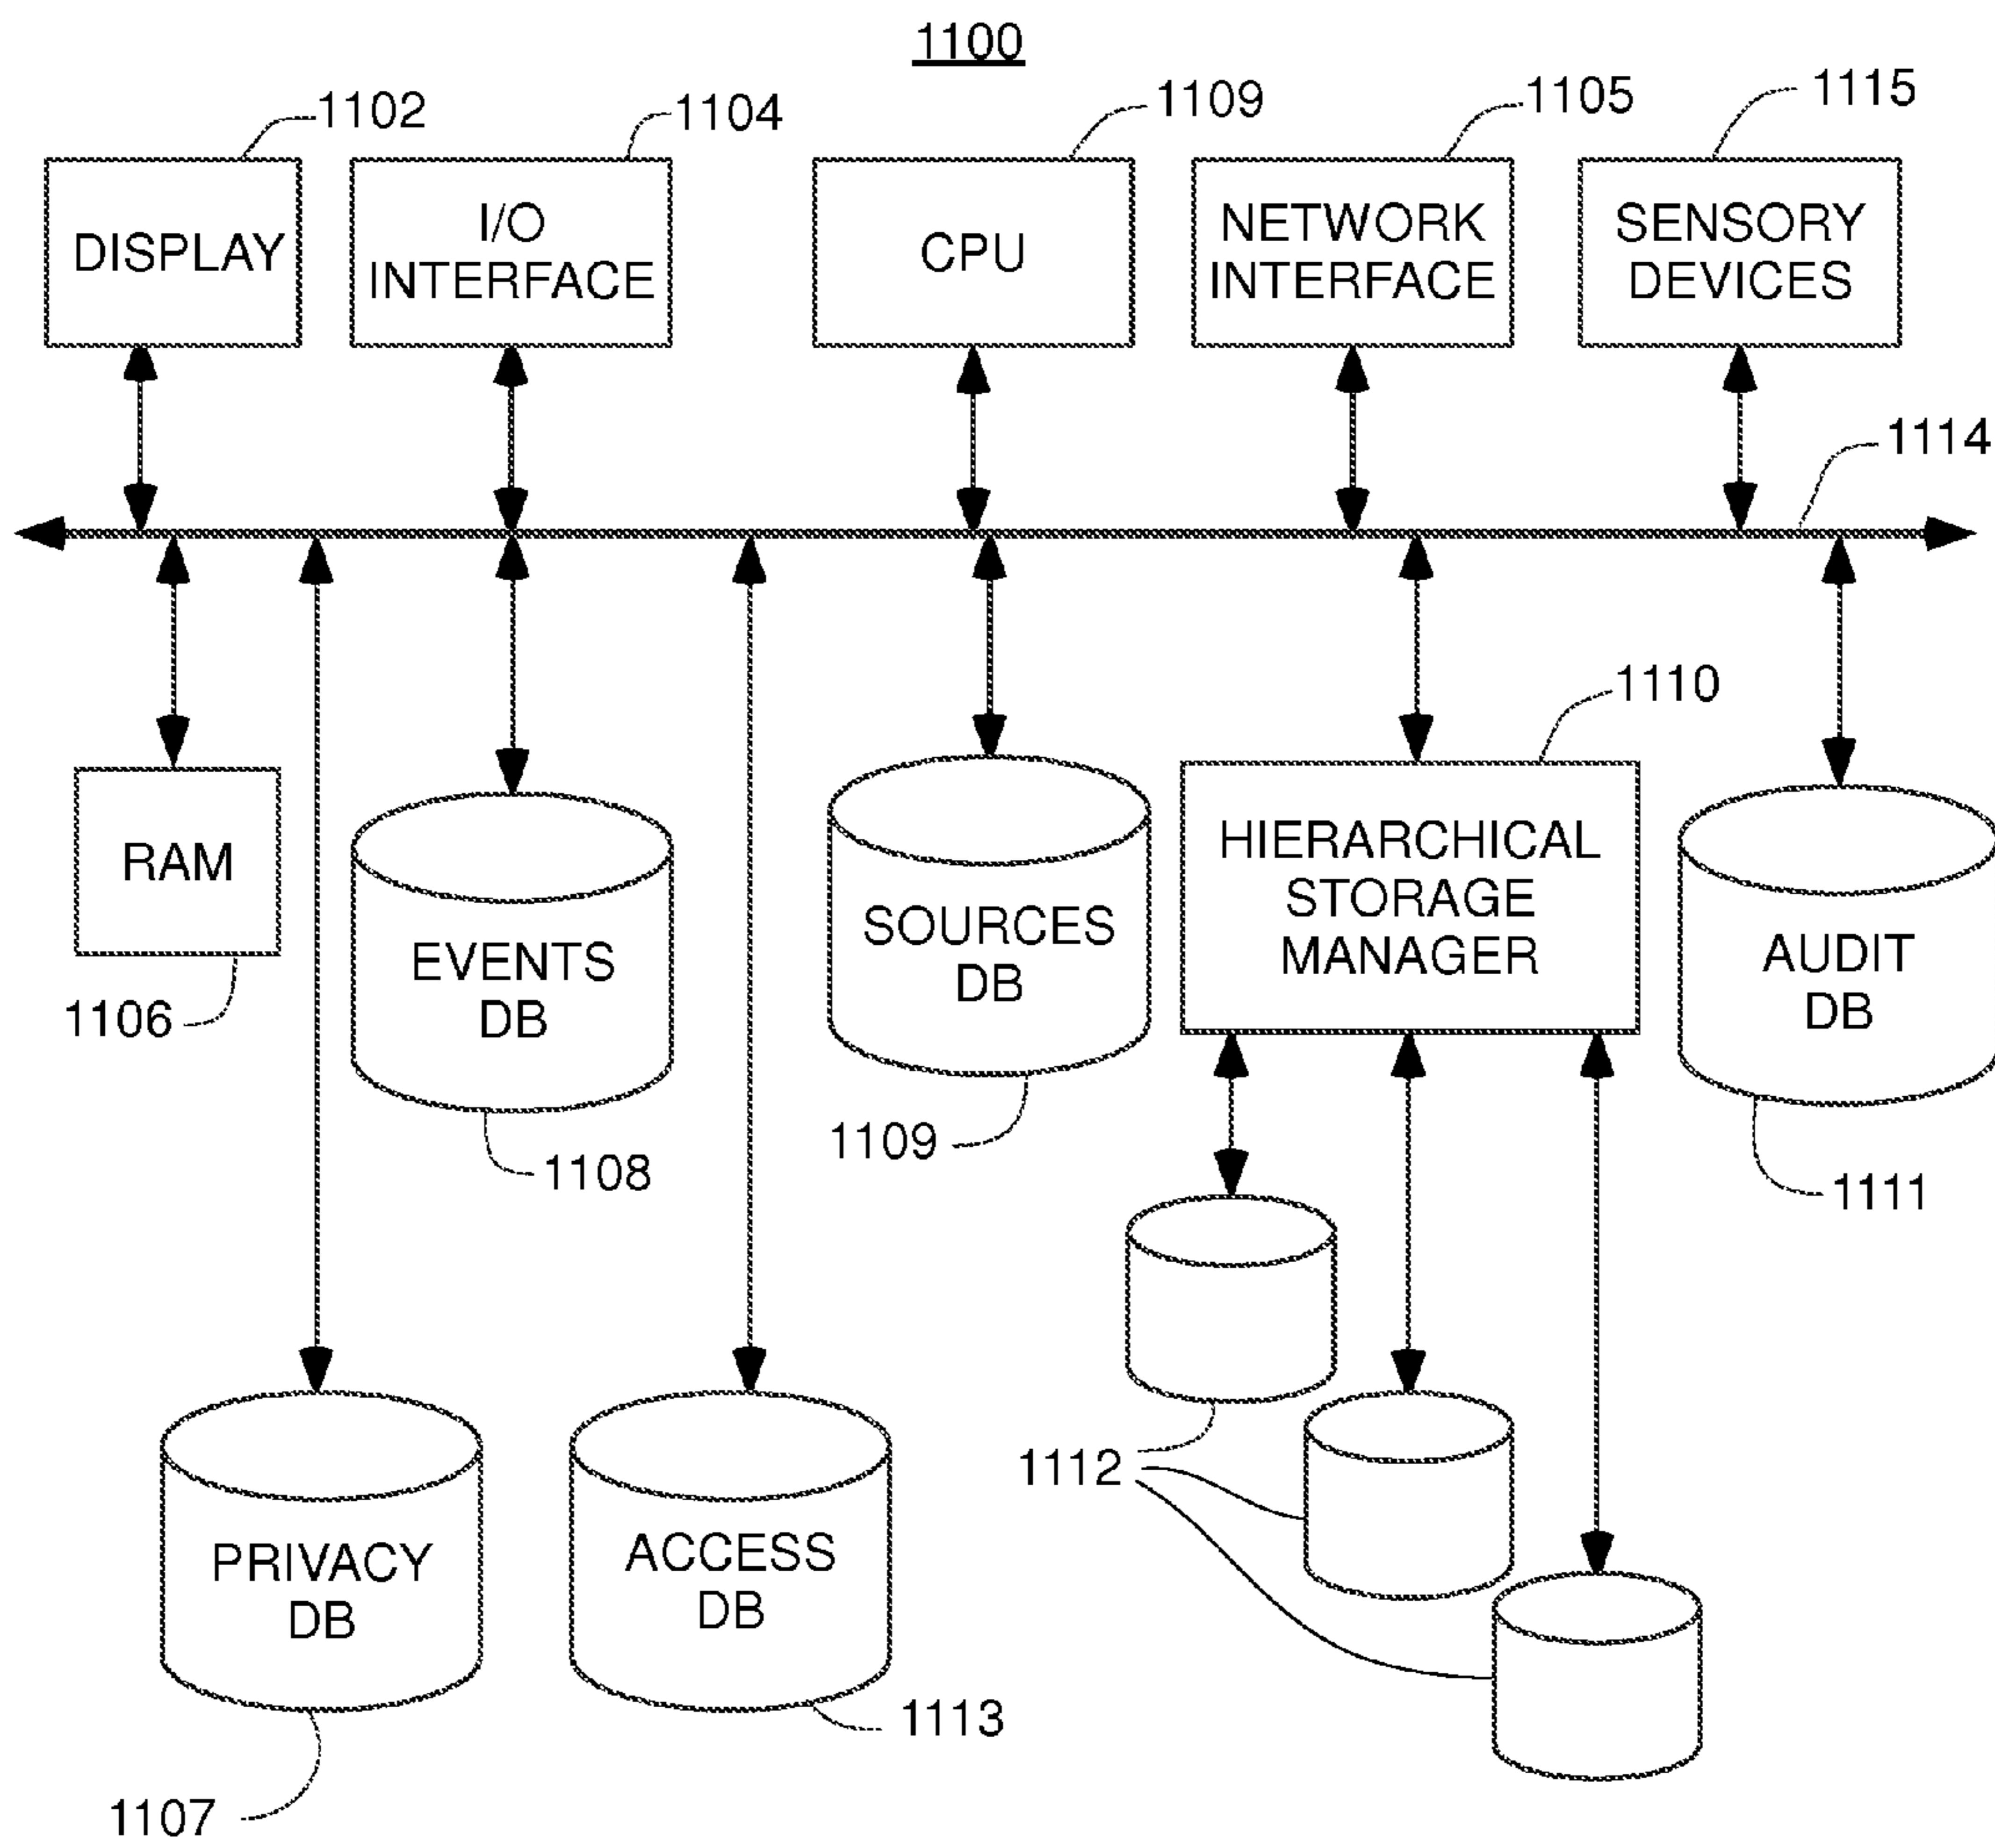 1100
1102
1104
1109
1105
1115
DISPLAY
I/O
INTERFACE
CPU
NETWORK
INTERFACE
SENSORY
DEVICES
1114
1110
RAM
1106
EVENTS
DB
1108
SOURCES
DB
1109
HIERARCHICAL
STORAGE
MANAGER
AUDIT
DB
1111
1112
PRIVACY
DB
1107
ACCESS
DB
1113